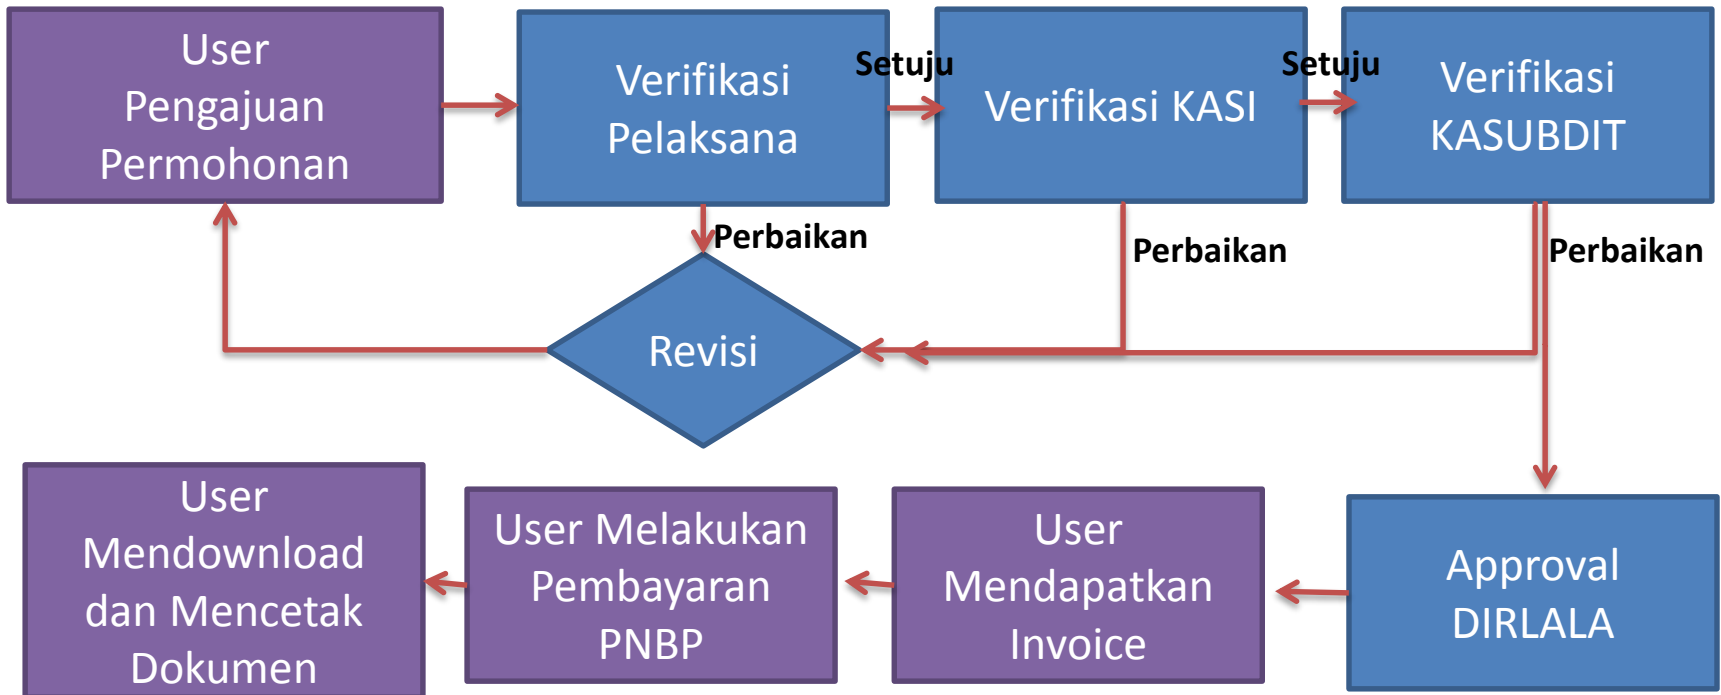 User
Pengajuan
Permohonan
Verifikasi
Pelaksana
Setuju
Verifikasi KASI
Setuju
Verifikasi
KASUBDIT
Perbaikan
Perbaikan
Perbaikan
Revisi
User
Mendownload
dan Mencetak
Dokumen
User Melakukan
Pembayaran
PNBP
User
Mendapatkan
Invoice
Approval
DIRLALA